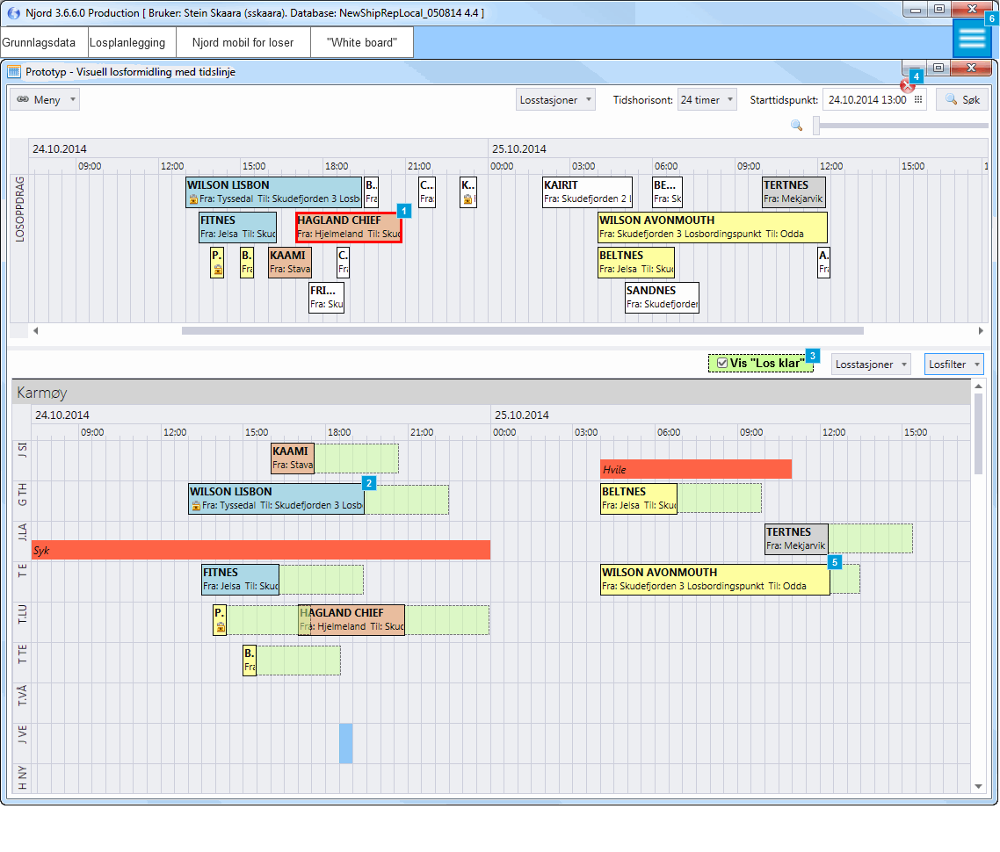 Njord 3.6.6.0 Production [ Bruker: Stein Skaara (sskaara). Database: NewShipRepLocal_050814 4.4 ]
6
Grunnlagsdata Losplanlegging Njord mobil for loser "White board"
Prototyp - Visuell losformidling med tidslinje
4
Meny Losstasjoner Tidshorisont: 24 timer Starttidspunkt: 24.10.2014 13:00 Søk
24.10.2014 25.10.2014
09:00 12:00 15:00 18:00 21:00 00:00 03:00 06:00 09:00 12:00 15:00 1
LOSOPPDRAG
WILSON LISBON B.. C.. K.. KAIRIT BE... TERTNES
Fra: Tyssedal Til: Skudefjorden 3 Losb Fra Fra Fra: Skudefjorden 2 l Fra: Sk Fra: Mekjarvik
1
FITNES HAGLAND CHIEF WILSON AVONMOUTH
Fra: Jelsa Til: Skud Fra: Hjelmeland Til: Skud Fra: Skudefjorden 3 Losbordingspunkt Til: Odda
P. B. KAAMI C. BELTNES A.
Fra Fra: Stava Fra Fra: Jelsa Til: Skud Fra
FRI... SANDNES
Fra: Sku Fra: Skudefjorden
3
Vis "Los klar" Losstasjoner Losfilter
Karmøy
24.10.2014 25.10.2014
09:00 12:00 15:00 18:00 21:00 00:00 03:00 06:00 09:00 12:00 15:00
J SI
KAAMI
Fra: Stava
Hvile
G TH
2
WILSON LISBON BELTNES
Fra: Tyssedal Til: Skudefjorden 3 Losb Fra: Jelsa Til: Skud
J.LA
TERTNES
Fra: Mekjarvik
Syk
T E
5
FITNES WILSON AVONMOUTH
Fra: Jelsa Til: Skud Fra: Skudefjorden 3 Losbordingspunkt Til: Odda
T.LU
P. HAGLAND CHIEF
Fra: Hjelmeland Til: Skud
T TE
B.
Fra
T.VÅ
J VE
H NY